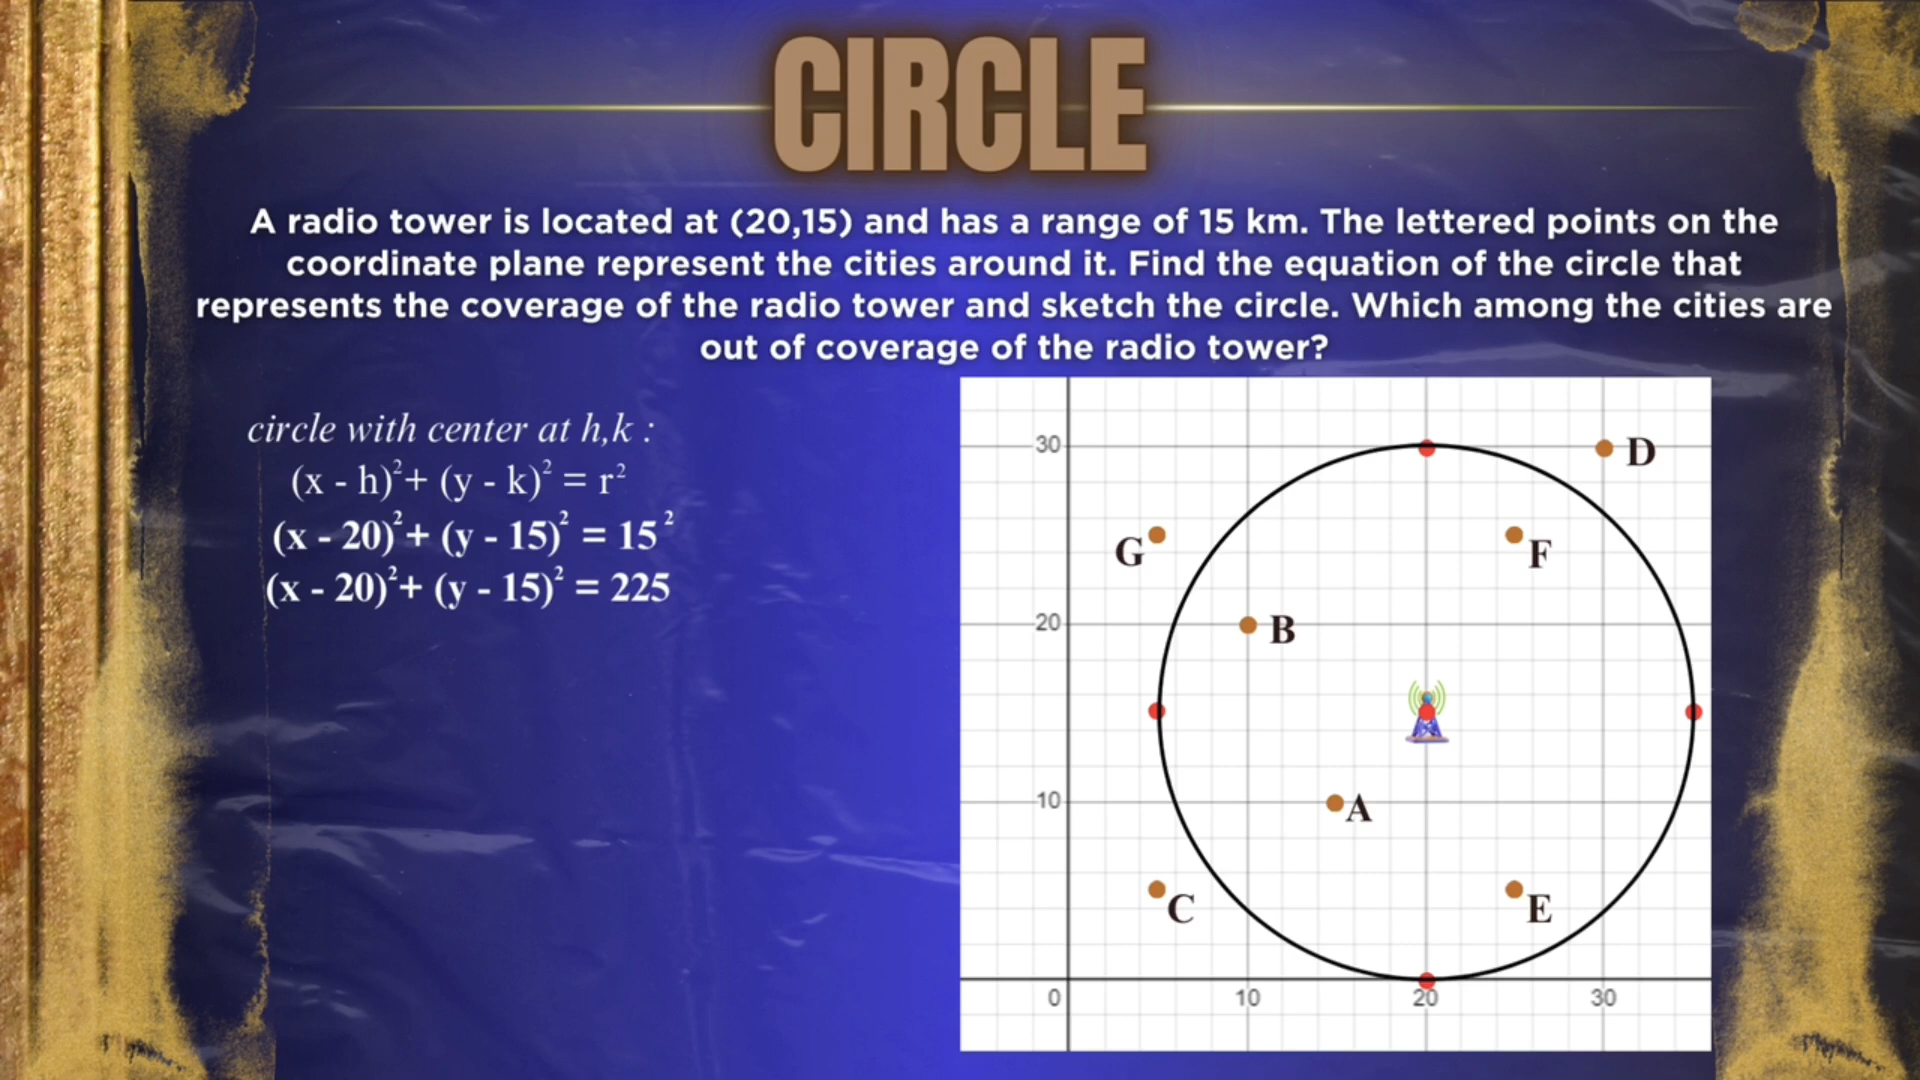 CIRCLE
A radio tower is located at (20,15) and has a range of 15 km. The lettered points on the
coordinate plane represent the cities around it. Find the equation of the circle that
represents the coverage of the radio tower and sketch the circle. Which among the cities are
out of coverage of the radio tower?
circle with center at h,k :
(x - h)²+ (y - k)² = r²
(x - 20)²+ (y - 15)² = 15²
(x - 20)²+ (y - 15)² = 225
30
D
G
F
20
B
10
A
C
E
0 10 20 30